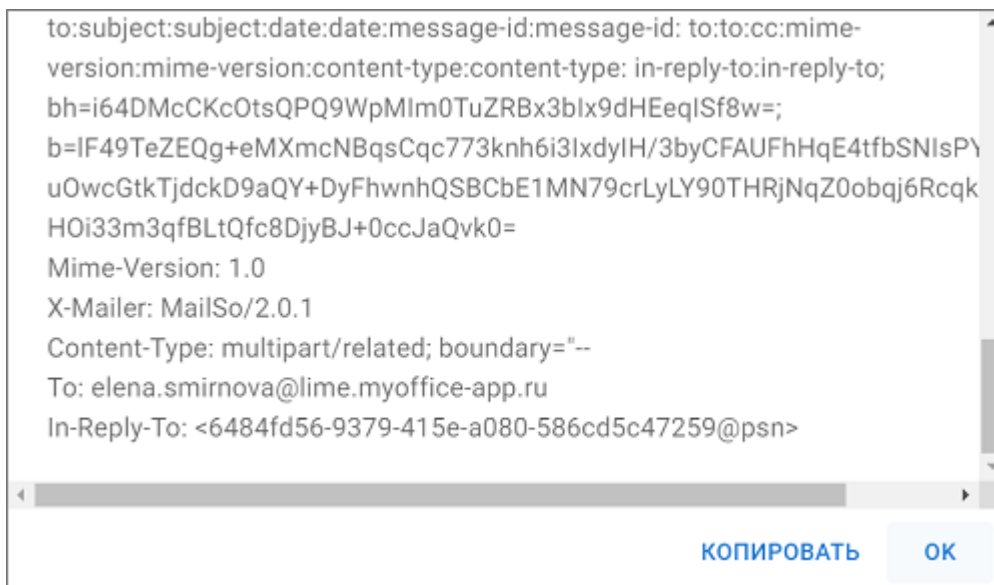 to:subject:subject:date:date:message-id:message-id: to:to:cc:mime-
version:mime-version:content-type:content-type: in-reply-to:in-reply-to;
bh=i64DMcCKcOtsQPQ9WpMIm0TuZRBx3bIx9dHEeqISf8w=;
b=lF49TeZEQg+eMXmcNBqsCqc773knh6i3IxdyIH/3byCFAUFhHqE4tfbSNIsPY
uOwcGtkTjdckD9aQY+DyFhwnhQSBCbE1MN79crLyLY90THRjNqZ0obqj6Rcqk
HOi33m3qfBLtQfc8DjyBJ+0ccJaQvk0=
Mime-Version: 1.0
X-Mailer: MailSo/2.0.1
Content-Type: multipart/related; boundary="--
To: elena.smirnova@lime.myoffice-app.ru
In-Reply-To: <6484fd56-9379-415e-a080-586cd5c47259@psn>
КОПИРОВАТЬ OK